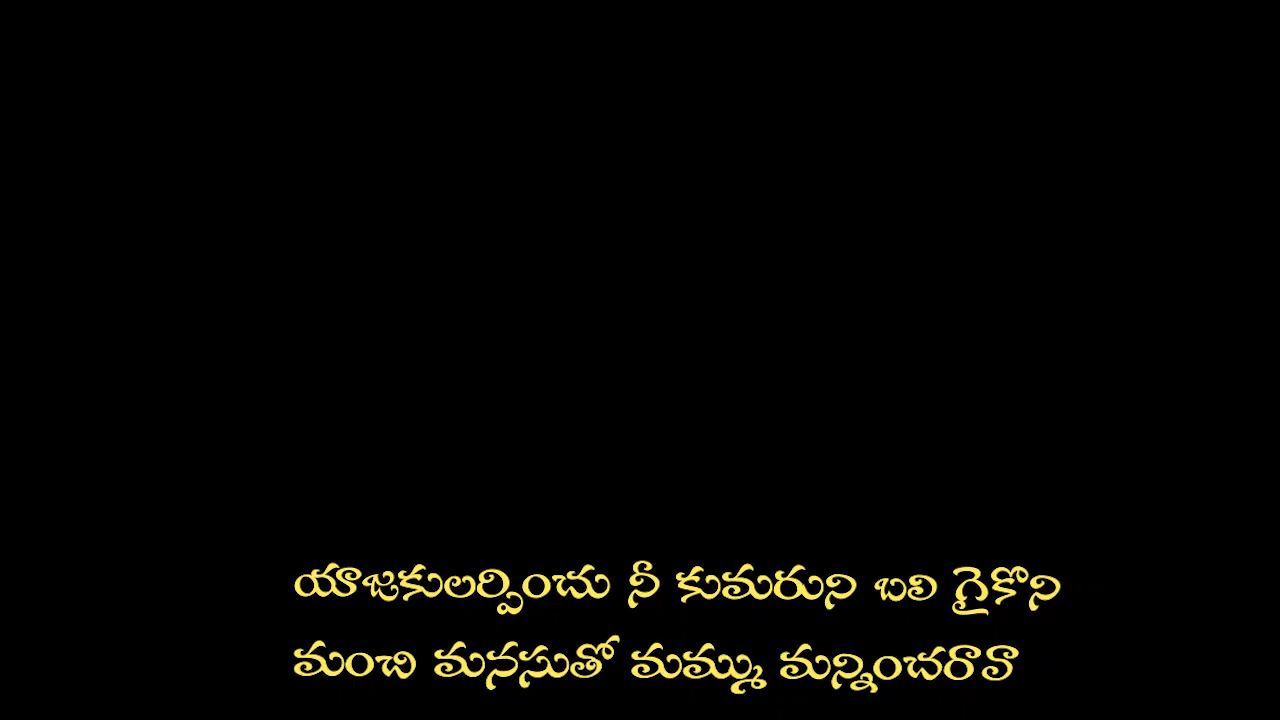 యాజకులర్పించు నీ కుమరుని బలి గైకొని
మంచి మనసుతో మమ్ము మన్నించరావా